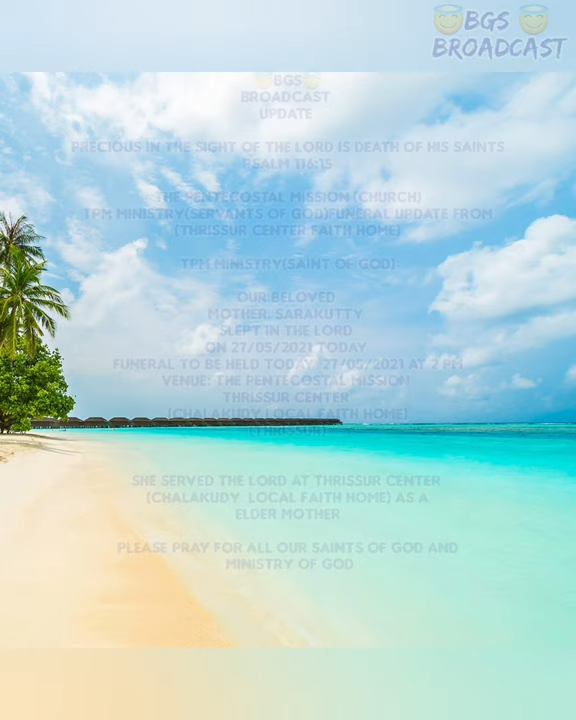 BGS
BROADCAST
BGS
BROADCAST
UPDATE
PRECIOUS IN THE SIGHT OF THE LORD IS DEATH OF HIS SAINTS
PSALM 116:15
THE PENTECOSTAL MISSION (CHURCH)
TPM MINISTRY(SERVANTS OF GOD)FUNERAL UPDATE FROM
(THRISSUR CENTER FAITH HOME)
TPM MINISTRY(SAINT OF GOD):
OUR BELOVED
MOTHER. SARAKUTTY
SLEPT IN THE LORD
ON 27/05/2021 TODAY
FUNERAL TO BE HELD TODAY 27/05/2021 AT 2 PM
VENUE: THE PENTECOSTAL MISSION
THRISSUR CENTER
(CHALAKUDY LOCAL FAITH HOME)
(THRISSUR)
SHE SERVED THE LORD AT THRISSUR CENTER
(CHALAKUDY LOCAL FAITH HOME) AS A
ELDER MOTHER
PLEASE PRAY FOR ALL OUR SAINTS OF GOD AND
MINISTRY OF GOD